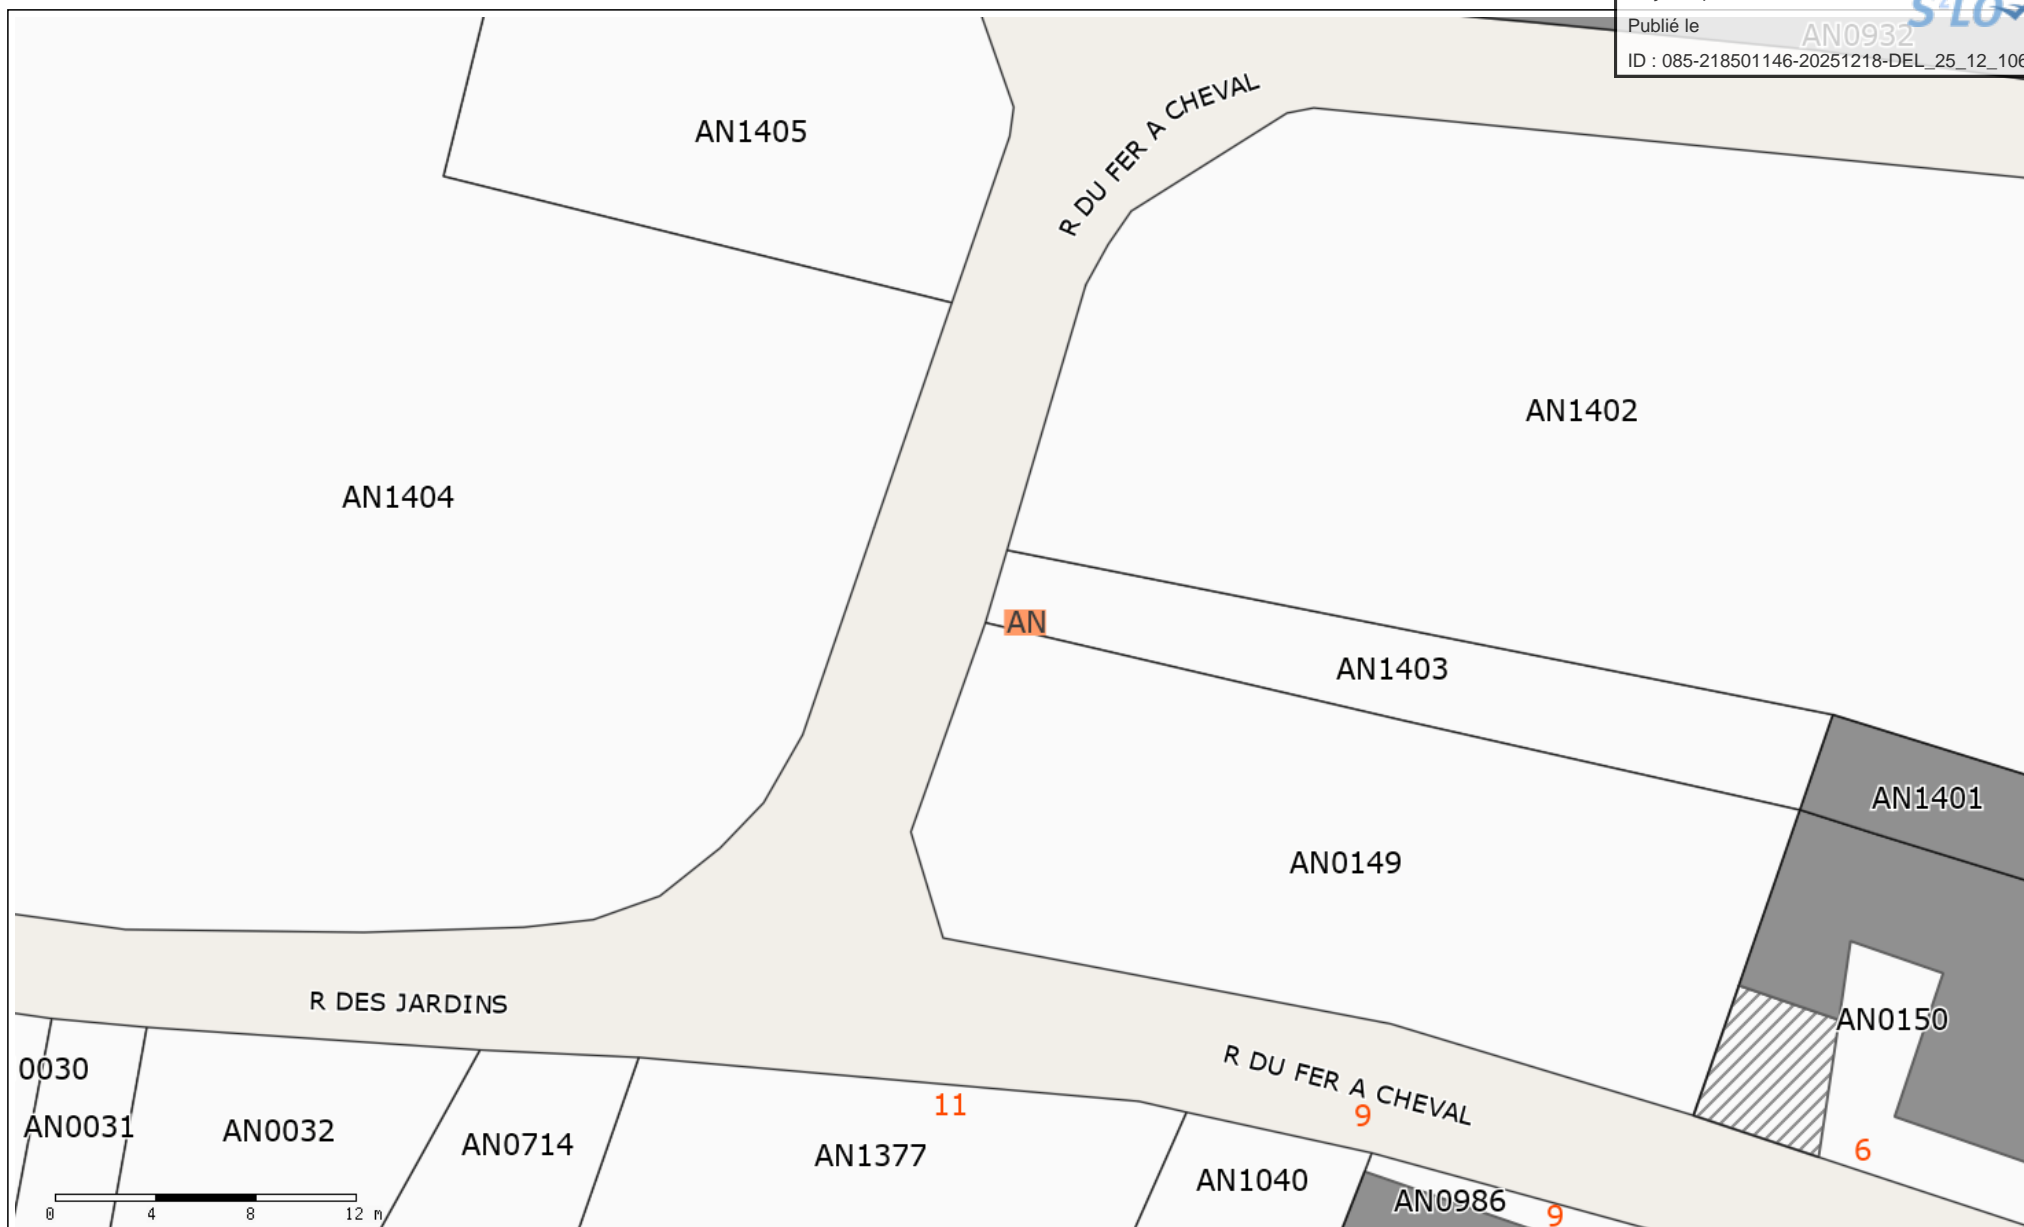 Publié le
S²LO
AN0932
ID : 085-218501146-20251218-DEL_25_12_106
R DU FER A CHEVAL
AN1405
AN1402
AN1404
AN
AN1403
AN1401
AN0149
R DES JARDINS
AN0150
0030
R DU FER A CHEVAL
11
9
AN0031
AN0032
AN0714
AN1377
6
AN1040
AN0986
9
0 4 8 12 m